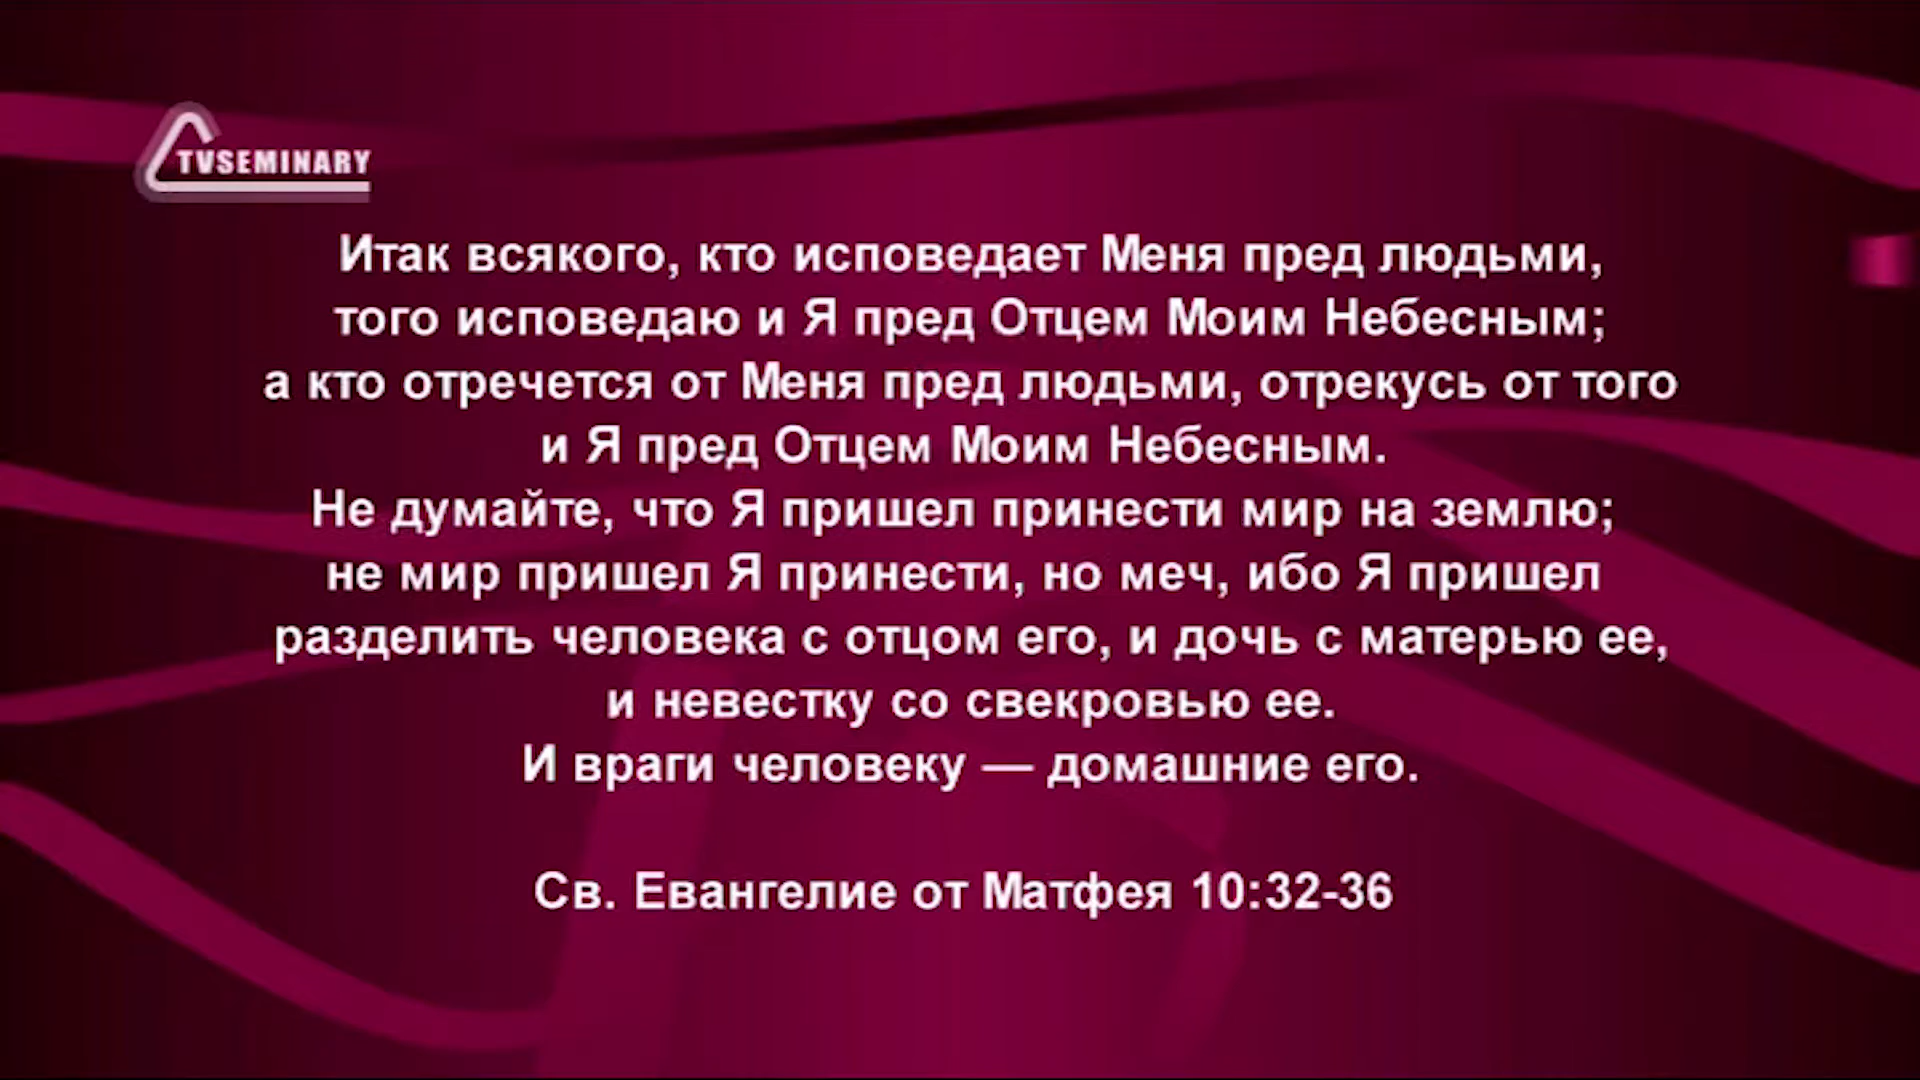 TVSEMINARY
Итак всякого, кто исповедает Меня пред людьми,
того исповедаю и Я пред Отцем Моим Небесным;
а кто отречется от Меня пред людьми, отрекусь от того
и Я пред Отцем Моим Небесным.
Не думайте, что Я пришел принести мир на землю;
не мир пришел Я принести, но меч, ибо Я пришел
разделить человека с отцом его, и дочь с матерью ее,
и невестку со свекровью ее.
И враги человеку — домашние его.
Св. Евангелие от Матфея 10:32-36